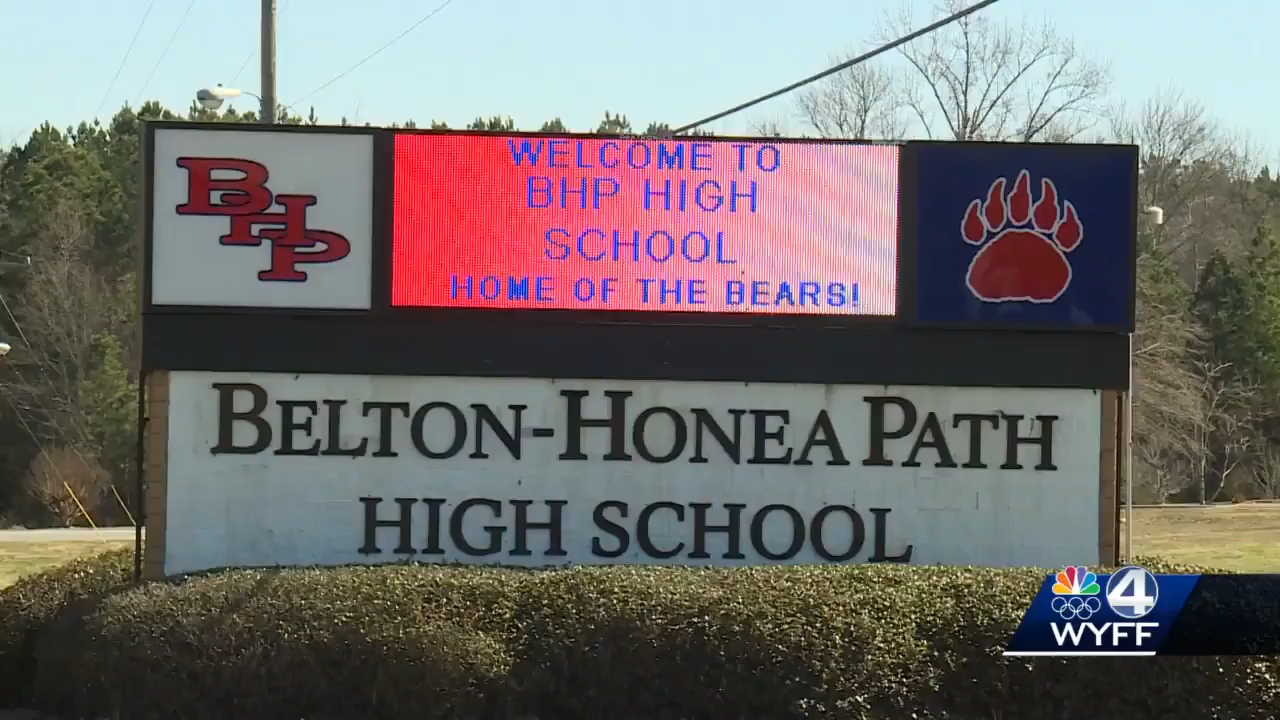 BHP
WELCOME TO
BHP HIGH
SCHOOL
HOME OF THE BEARS!
BELTON-HONEA PATH
HIGH SCHOOL
4
WYFF